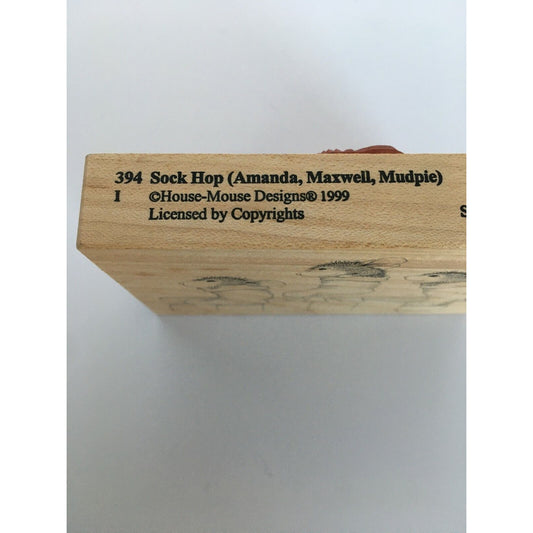 394 Sock Hop (Amanda, Maxwell, Mudpie)
I ©House-Mouse Designs® 1999
Licensed by Copyrights
S